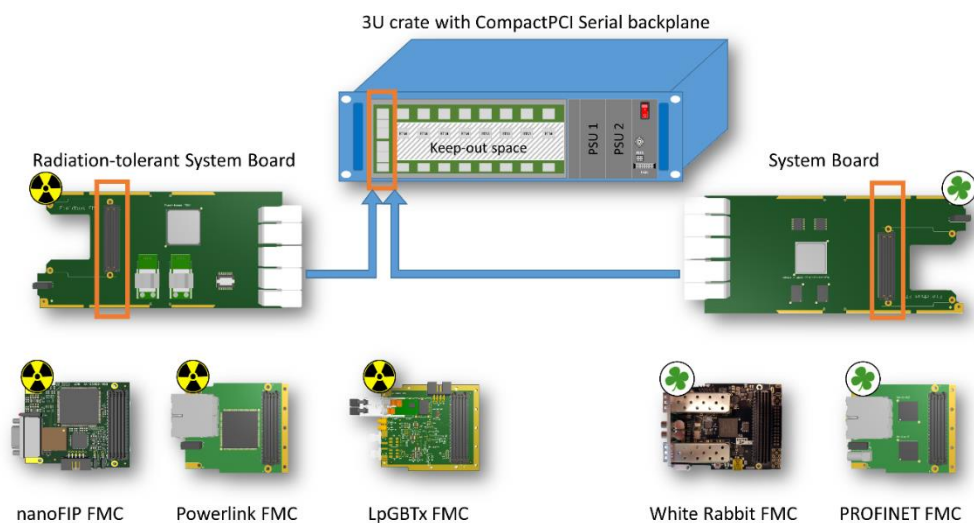 3U crate with CompactPCI Serial backplane
Keep-out space
PSU 1
PSU 2
Radiation-tolerant System Board
System Board
nanoFIP FMC
Powerlink FMC
LpGBTx FMC
White Rabbit FMC
PROFINET FMC